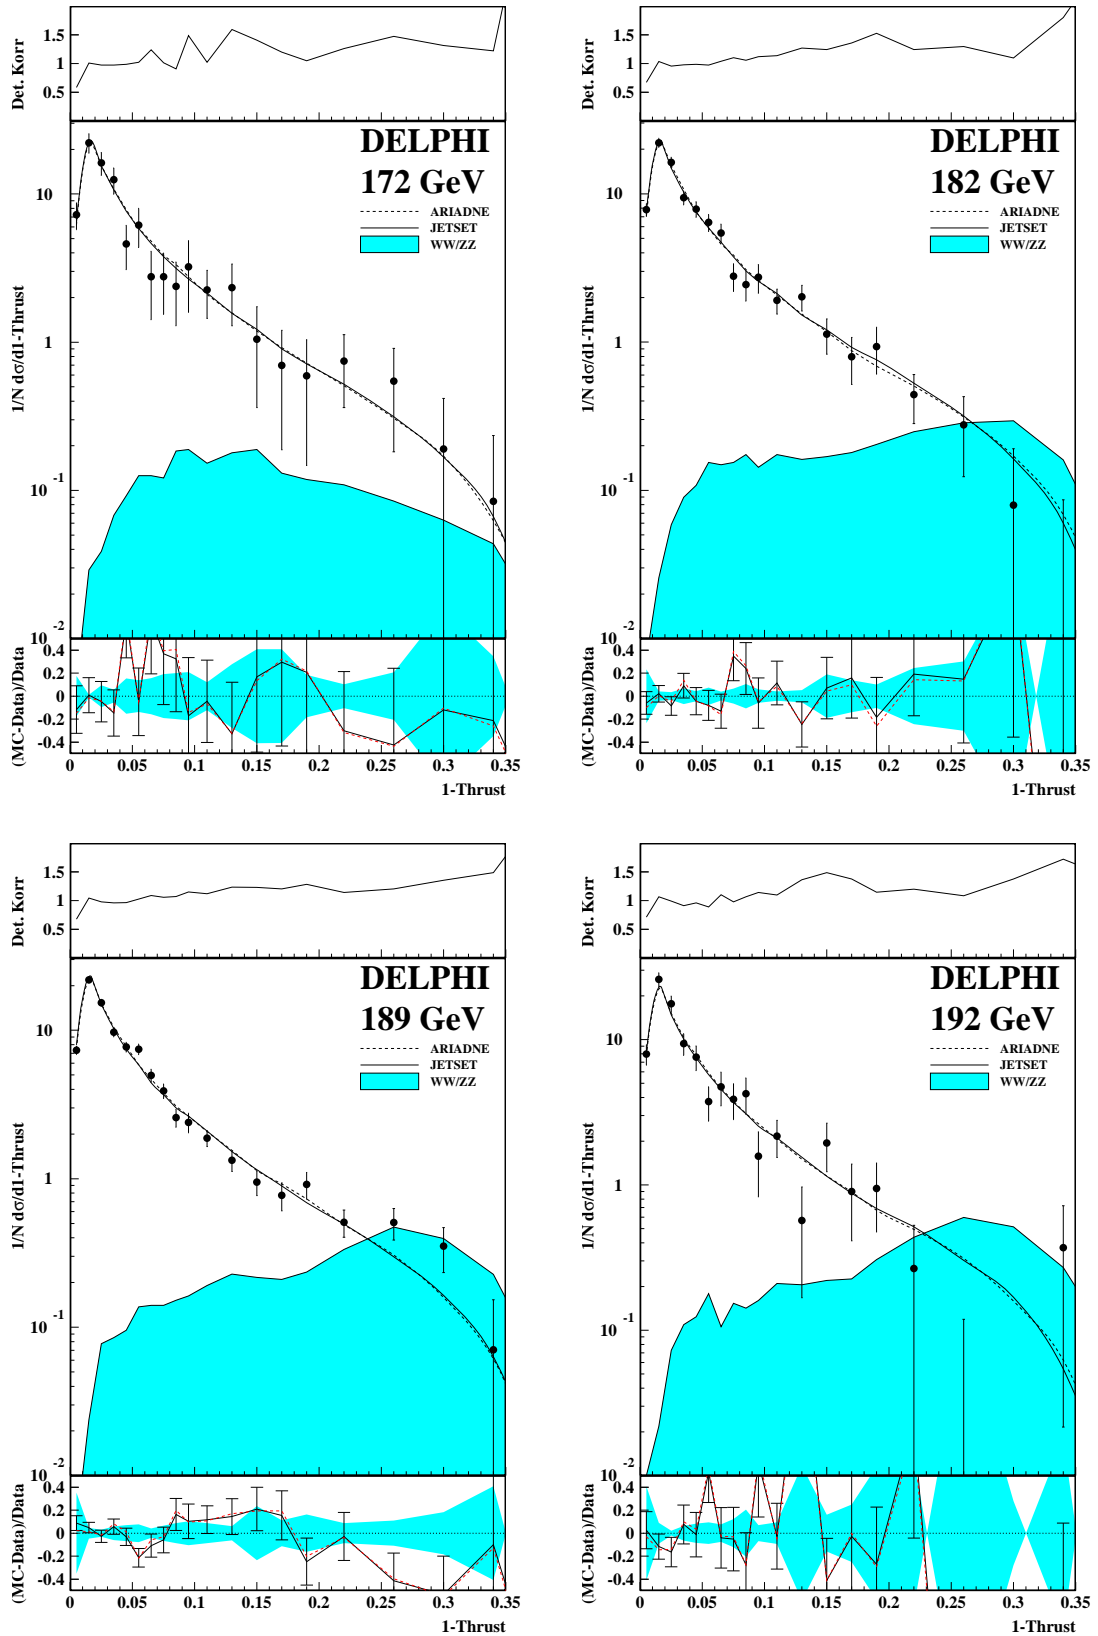 Det. Korr
1.5
1
0.5
DELPHI
172 GeV
ARIADNE
JETSET
WW/ZZ
1/N dσ/d1-Thrust
10
1
10 -1
10 -2
(MC-Data)/Data
0.4
0.2
0
-0.2
-0.4
0 0.05 0.1 0.15 0.2 0.25 0.3 0.35
1-Thrust
Det. Korr
1.5
1
0.5
DELPHI
182 GeV
ARIADNE
JETSET
WW/ZZ
1/N dσ/d1-Thrust
10
1
10 -1
10 -2
(MC-Data)/Data
0.4
0.2
0
-0.2
-0.4
0 0.05 0.1 0.15 0.2 0.25 0.3 0.35
1-Thrust
Det. Korr
1.5
1
0.5
DELPHI
189 GeV
ARIADNE
JETSET
WW/ZZ
1/N dσ/d1-Thrust
10
1
10 -1
10 -2
(MC-Data)/Data
0.4
0.2
0
-0.2
-0.4
0 0.05 0.1 0.15 0.2 0.25 0.3 0.35
1-Thrust
Det. Korr
1.5
1
0.5
DELPHI
192 GeV
ARIADNE
JETSET
WW/ZZ
1/N dσ/d1-Thrust
10
1
10 -1
10 -2
(MC-Data)/Data
0.4
0.2
0
-0.2
-0.4
0 0.05 0.1 0.15 0.2 0.25 0.3 0.35
1-Thrust